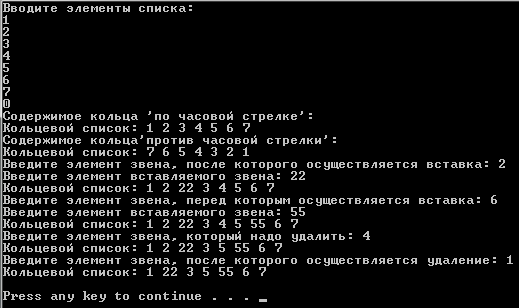 Вводите элементы списка:
1
2
3
4
5
6
7
0
Содержимое кольца 'по часовой стрелке':
Кольцевой список: 1 2 3 4 5 6 7
Содержимое кольца'против часовой стрелки':
Кольцевой список: 7 6 5 4 3 2 1
Введите элемент звена, после которого осуществляется вставка: 2
Введите элемент вставляемого звена: 22
Кольцевой список: 1 2 22 3 4 5 6 7
Введите элемент звена, перед которым осуществляется вставка: 6
Введите элемент вставляемого звена: 55
Кольцевой список: 1 2 22 3 4 5 55 6 7
Введите элемент звена, который надо удалить: 4
Кольцевой список: 1 2 22 3 5 55 6 7
Введите элемент звена, после которого осуществляется удаление: 1
Кольцевой список: 1 22 3 5 55 6 7
Press any key to continue . . . _